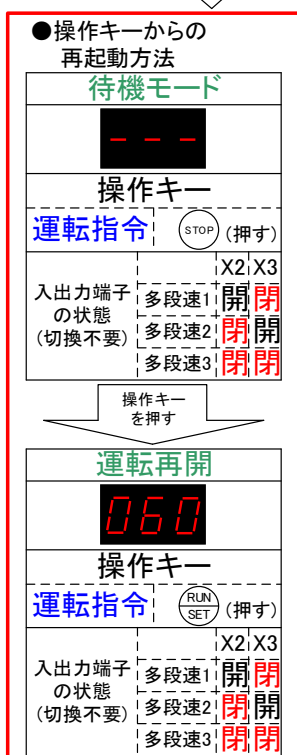 ●操作キーからの
再起動方法
待機モード
---
操作キー
運転指令 STOP (押す)
X2 X3
入出力端子
の状態
(切換不要)
多段速1 開 閉
多段速2 閉 開
多段速3 閉 閉
操作キー
を押す
運転再開
060
操作キー
運転指令 RUN SET (押す)
X2 X3
入出力端子
の状態
(切換不要)
多段速1 開 閉
多段速2 閉 開
多段速3 閉 閉